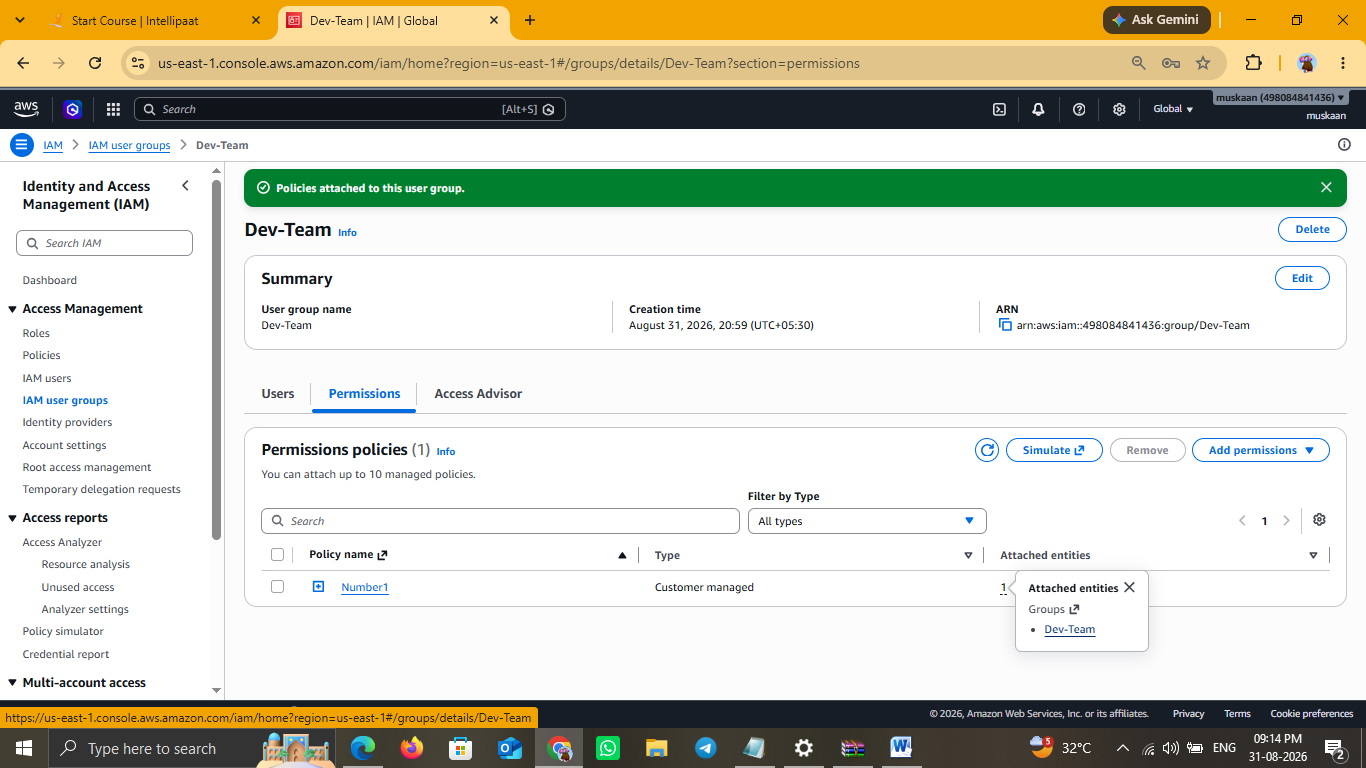 Start Course | Intellipaat
Dev-Team | IAM | Global
Ask Gemini
us-east-1.console.aws.amazon.com/iam/home?region=us-east-1#/groups/details/Dev-Team?section=permissions
aws
Search
[Alt+S]
Global
muskaan (498084841436)
muskaan
IAM
IAM user groups
Dev-Team
Identity and Access
Management (IAM)
Search IAM
Dashboard
Access Management
Roles
Policies
IAM users
IAM user groups
Identity providers
Account settings
Root access management
Temporary delegation requests
Access reports
Access Analyzer
Resource analysis
Unused access
Analyzer settings
Policy simulator
Credential report
Multi-account access
Policies attached to this user group.
Dev-Team Info
Delete
Summary
Edit
User group name
Dev-Team
Creation time
August 31, 2026, 20:59 (UTC+05:30)
ARN
arn:aws:iam::498084841436:group/Dev-Team
Users
Permissions
Access Advisor
Permissions policies (1) Info
You can attach up to 10 managed policies.
Simulate
Remove
Add permissions
Filter by Type
Search
All types
1
Policy name
Type
Attached entities
Number1
Customer managed
1
Attached entities
Groups
Dev-Team
https://us-east-1.console.aws.amazon.com/iam/home?region=us-east-1#/groups/details/Dev-Team
© 2026, Amazon Web Services, Inc. or its affiliates.
Privacy
Terms
Cookie preferences
Type here to search
5
32°C
ENG
09:14 PM
31-08-2026
2